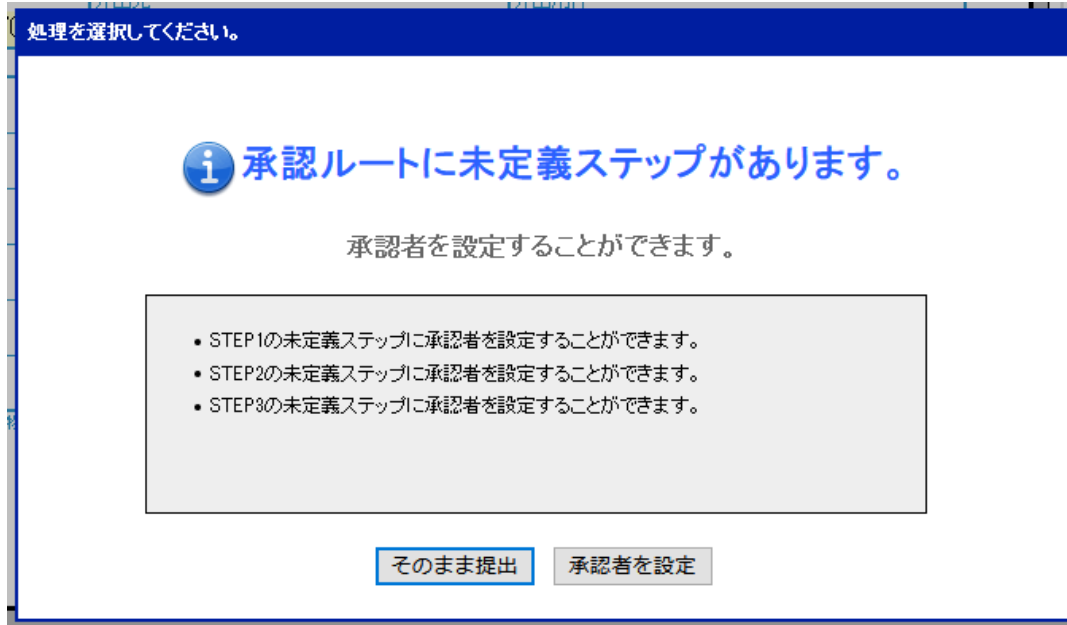 処理を選択してください。
承認ルートに未定義ステップがあります。
承認者を設定することができます。
• STEP1の未定義ステップに承認者を設定することができます。
• STEP2の未定義ステップに承認者を設定することができます。
• STEP3の未定義ステップに承認者を設定することができます。
そのまま提出 承認者を設定